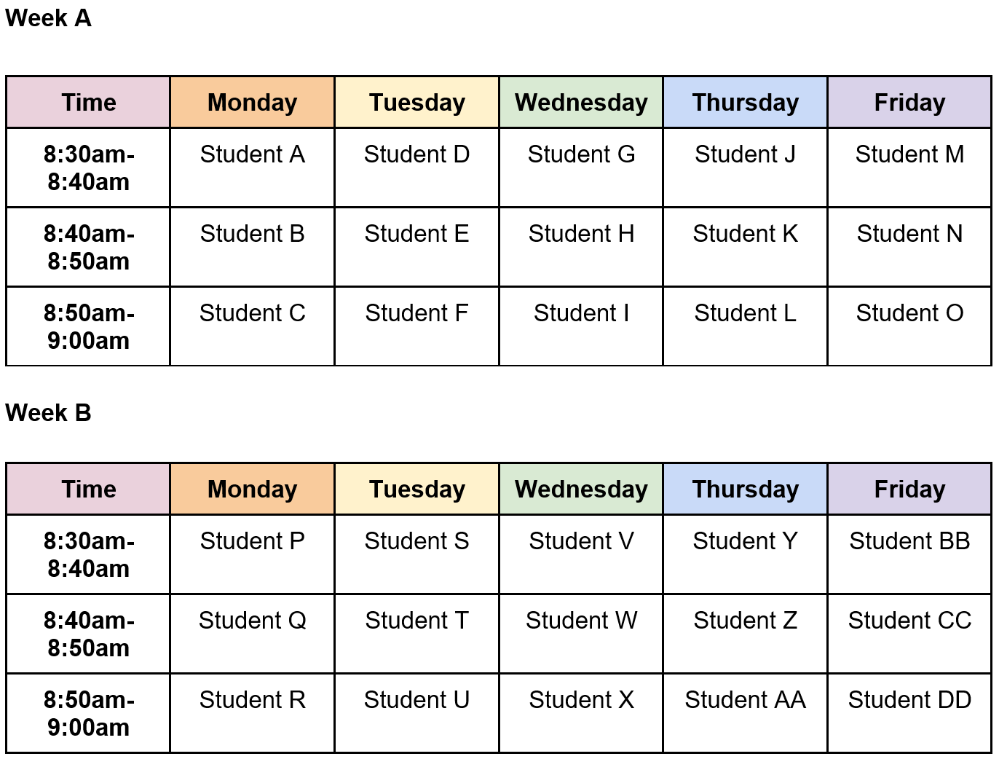 Week A
Time Monday Tuesday Wednesday Thursday Friday
8:30am- Student A Student D Student G Student J Student M
8:40am
8:40am- Student B Student E Student H Student K Student N
8:50am
8:50am- Student C Student F Student I Student L Student O
9:00am
Week B
Time Monday Tuesday Wednesday Thursday Friday
8:30am- Student P Student S Student V Student Y Student BB
8:40am
8:40am- Student Q Student T Student W Student Z Student CC
8:50am
8:50am- Student R Student U Student X Student AA Student DD
9:00am